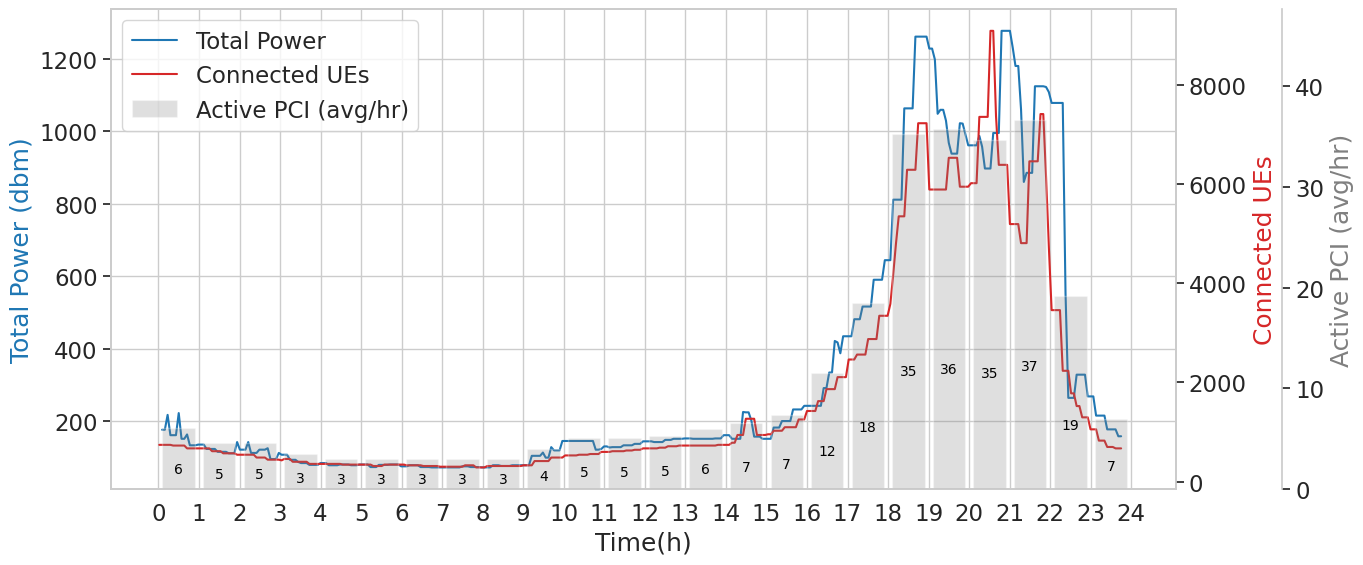 Total Power
Connected UEs
Active PCI (avg/hr)
Total Power (dbm)
1200
1000
800
600
400
200
8000
6000
4000
2000
0
Connected UEs
40
30
20
10
0
Active PCI (avg/hr)
6 5 5 3 3 3 3 3 3 4 5 5 5 6 7 7 12 18 35 36 35 37 19 7
0 1 2 3 4 5 6 7 8 9 10 11 12 13 14 15 16 17 18 19 20 21 22 23 24
Time(h)